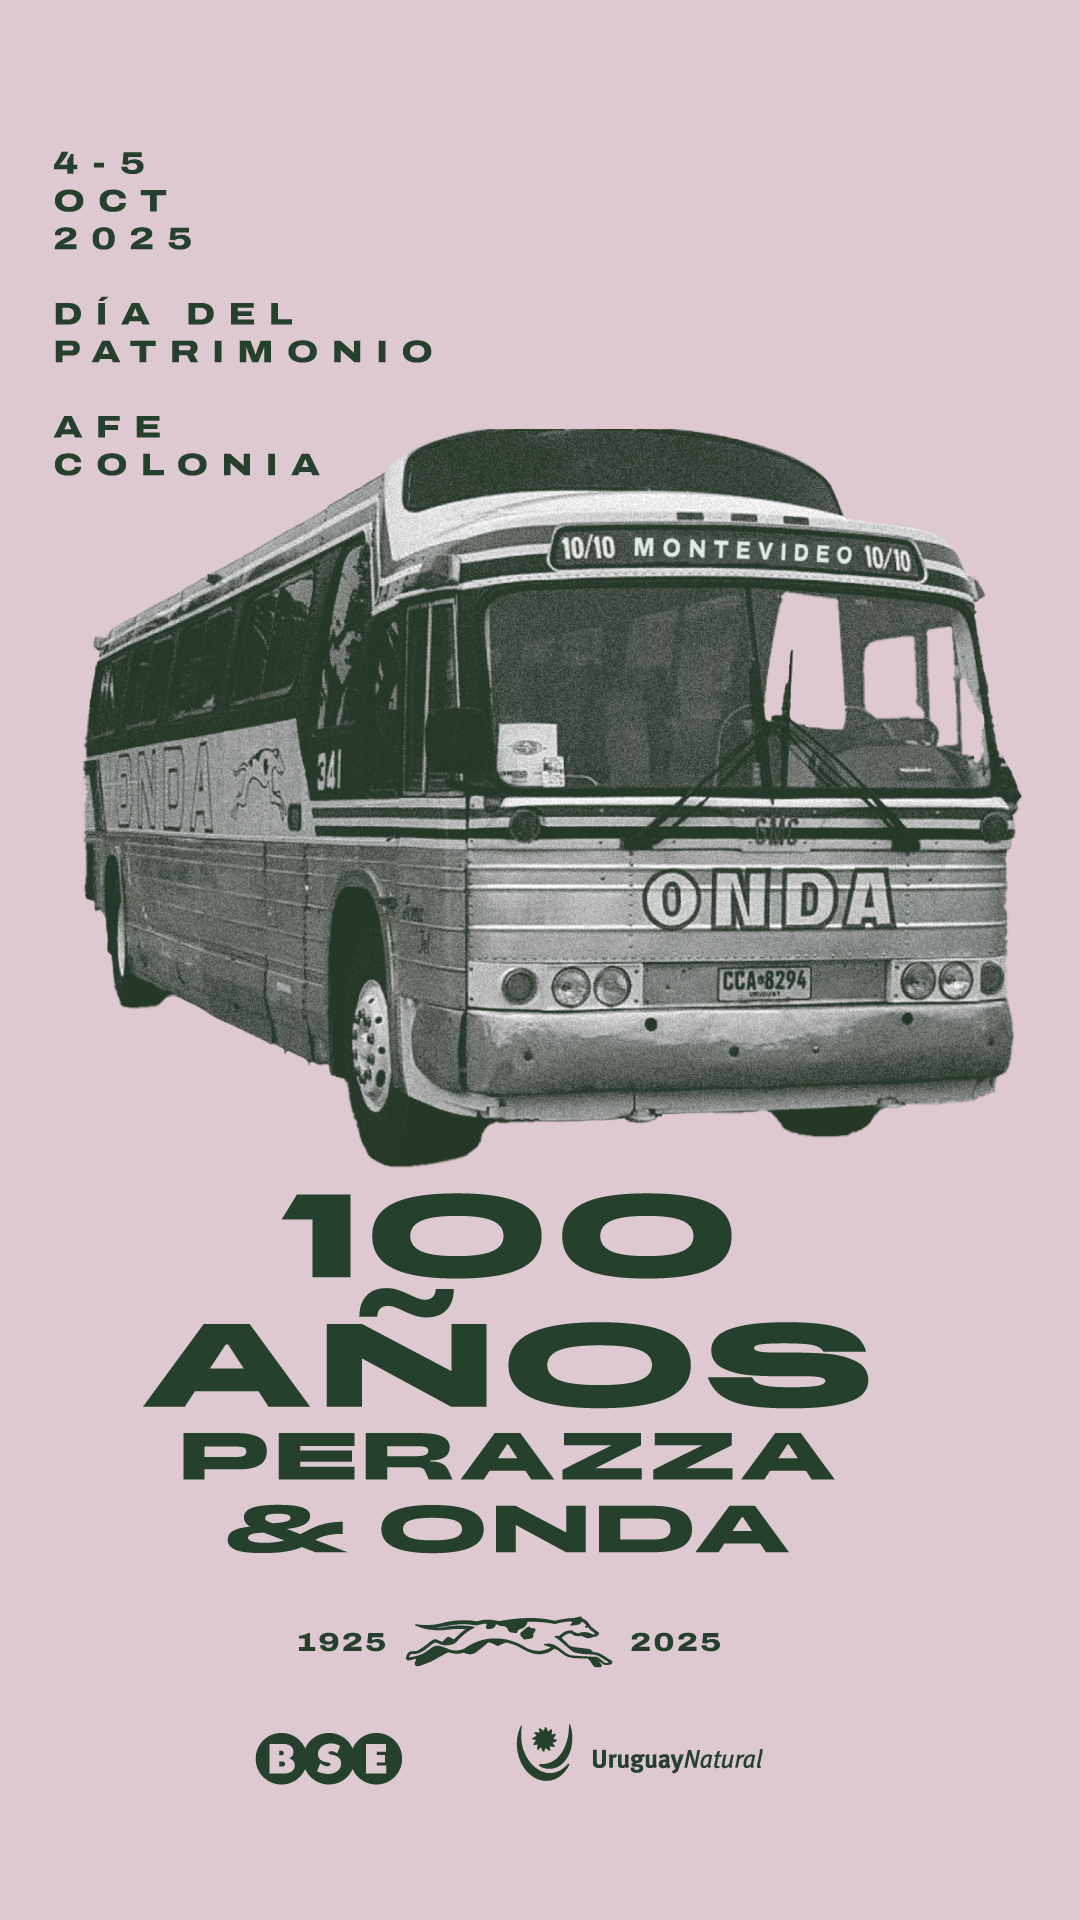 4-5
OCT
2025
DÍA DEL
PATRIMONIO
AFE
COLONIA
10/10 MONTEVIDEO 10/10
ONDA
341
GMC
ONDA
CCA 8294
URUGUAY
100
AÑOS
PERAZZA
& ONDA
1925 2025
BSE
UruguayNatural